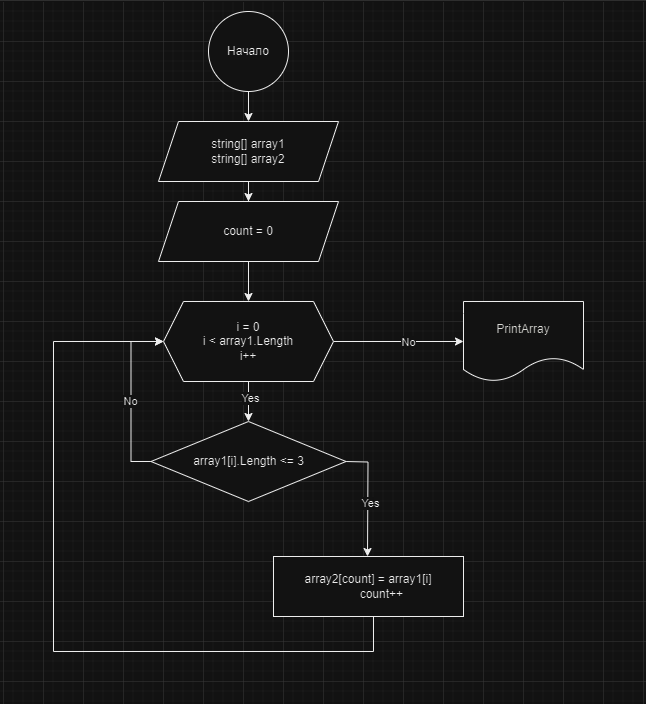 Начало
string[] array1
string[] array2
count = 0
i = 0
i < array1.Length
i++
No
PrintArray
Yes
No
array1[i].Length <= 3
Yes
array2[count] = array1[i]
count++